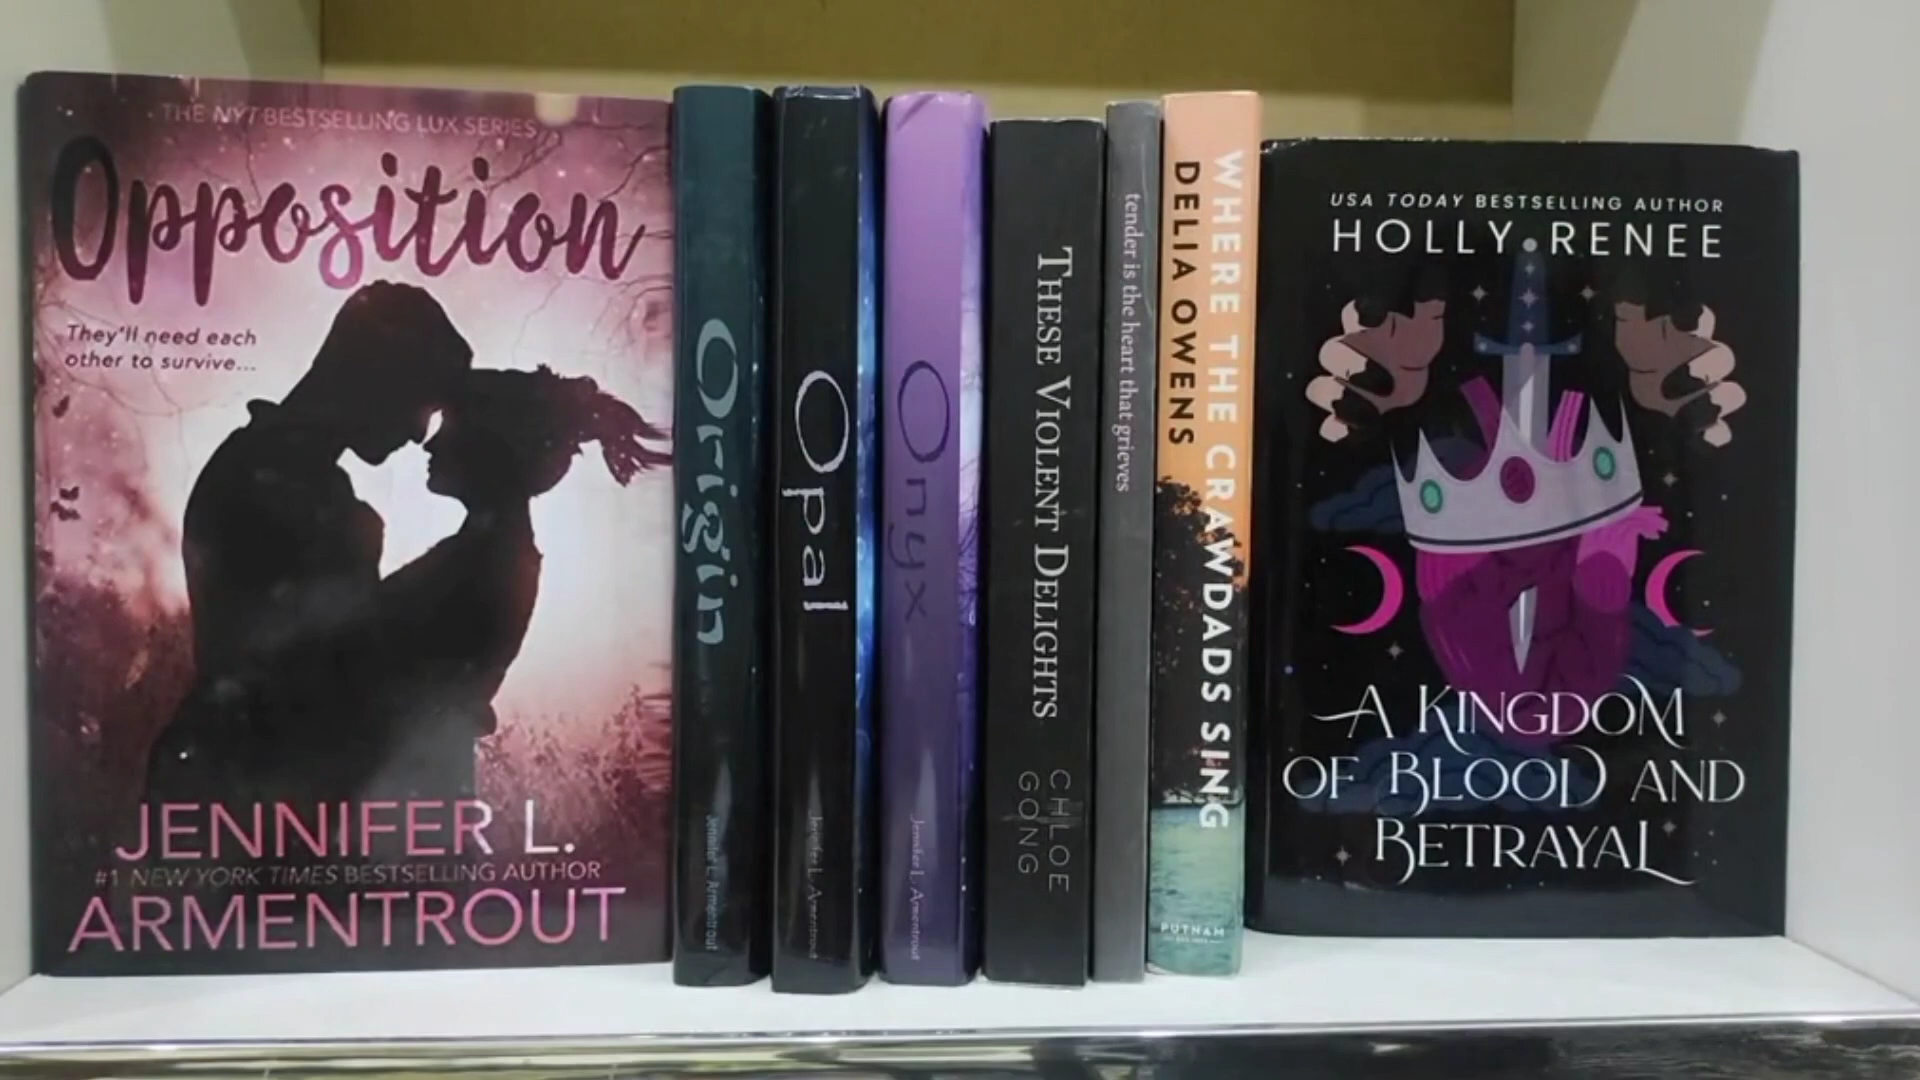 THE NYT BESTSELLING LUX SERIES
Opposition
They'll need each
other to survive...
JENNIFER L.
#1 NEW YORK TIMES BESTSELLING AUTHOR
ARMENTROUT
Origin
Jennifer L. Armentrout
Opal
Jennifer L. Armentrout
Onyx
Jennifer L. Armentrout
THESE VIOLENT DELIGHTS
CHLOE
GONG
tender is the heart that grieves
WHERE THE CRAWDADS SING
DELIA OWENS
PUTNAM
USA TODAY BESTSELLING AUTHOR
HOLLY RENEE
A KINGDOM
OF BLOOD AND
BETRAYAL